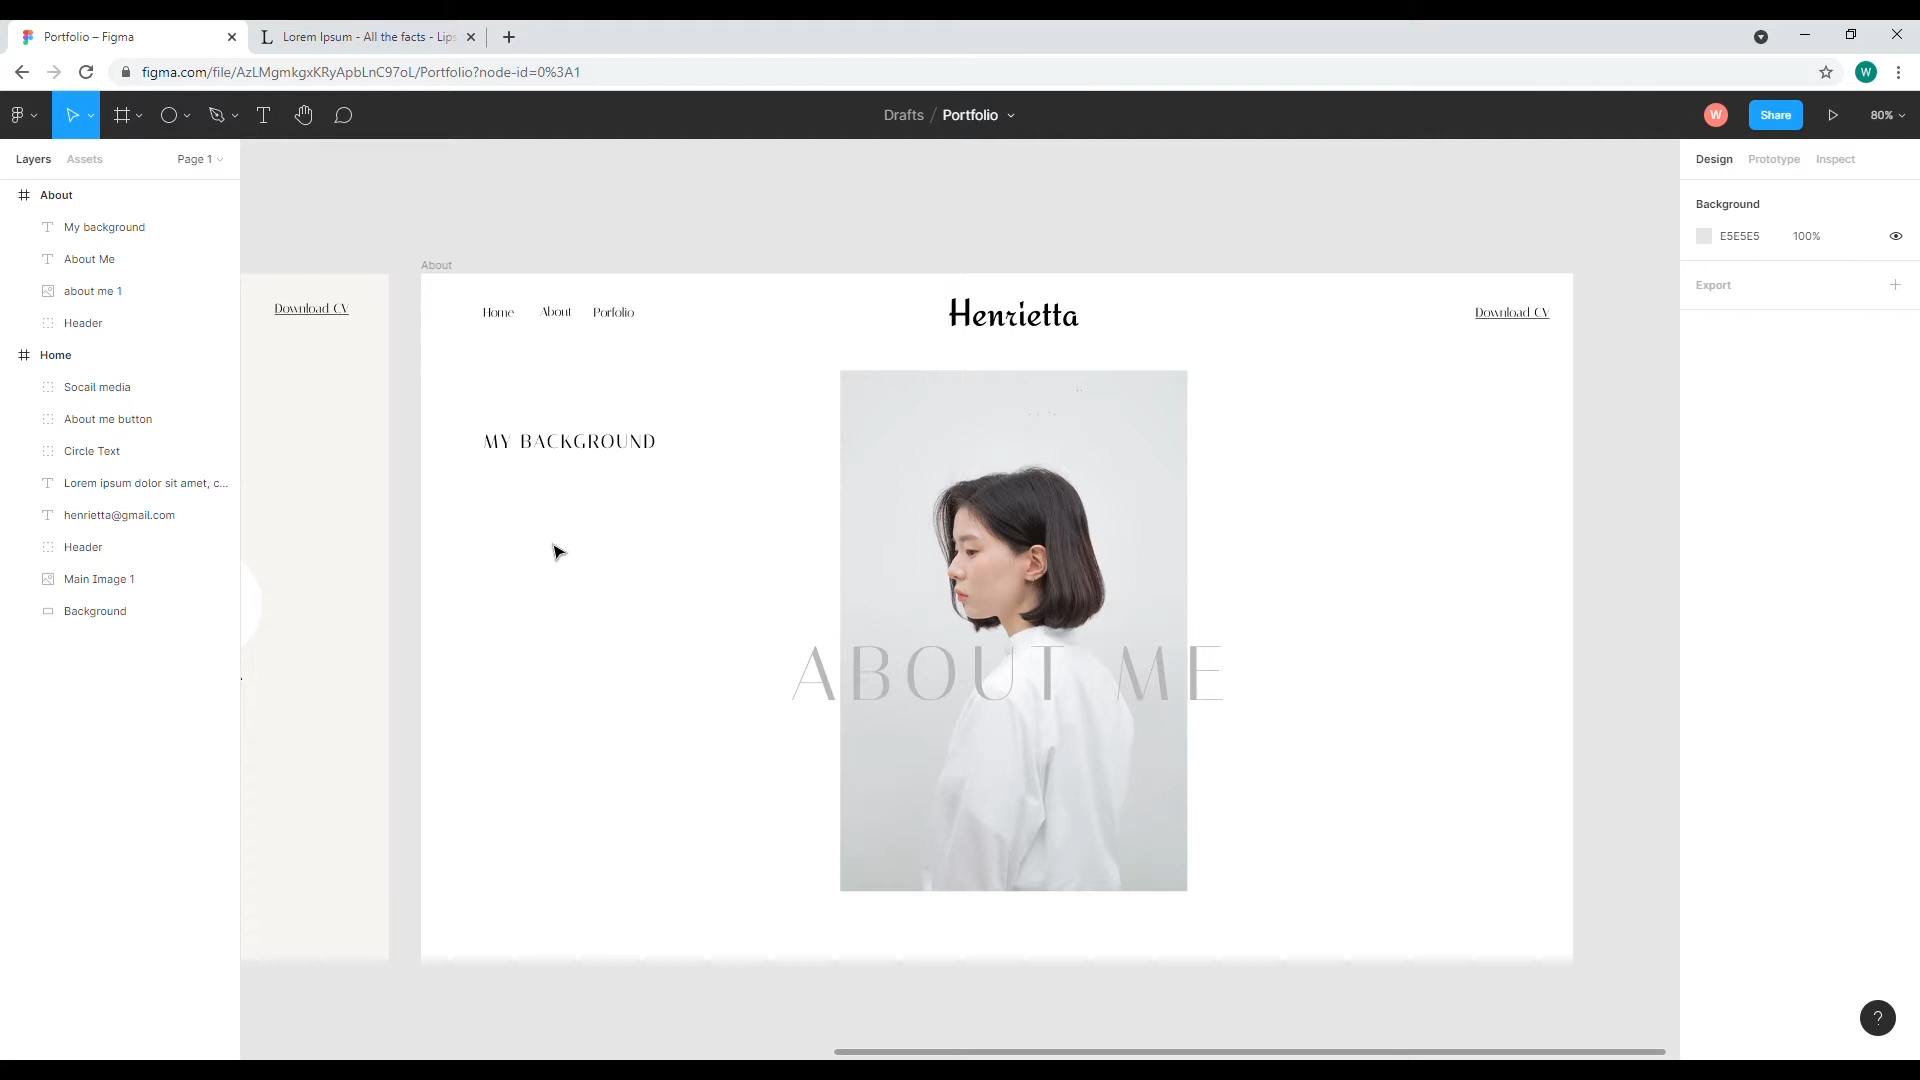 Portfolio – Figma
Lorem Ipsum - All the facts - Lips
figma.com/file/AzLMgmkgxKRyApbLnC97oL/Portfolio?node-id=0%3A1
W
Drafts / Portfolio
W
Share
80%
Layers
Assets
Page 1
About
My background
About Me
about me 1
Header
Home
Socail media
About me button
Circle Text
Lorem ipsum dolor sit amet, c...
henrietta@gmail.com
Header
Main Image 1
Background
Download CV
About
Home
About
Porfolio
Henrietta
Download CV
MY BACKGROUND
ABOUT ME
Design
Prototype
Inspect
Background
E5E5E5
100%
Export
?